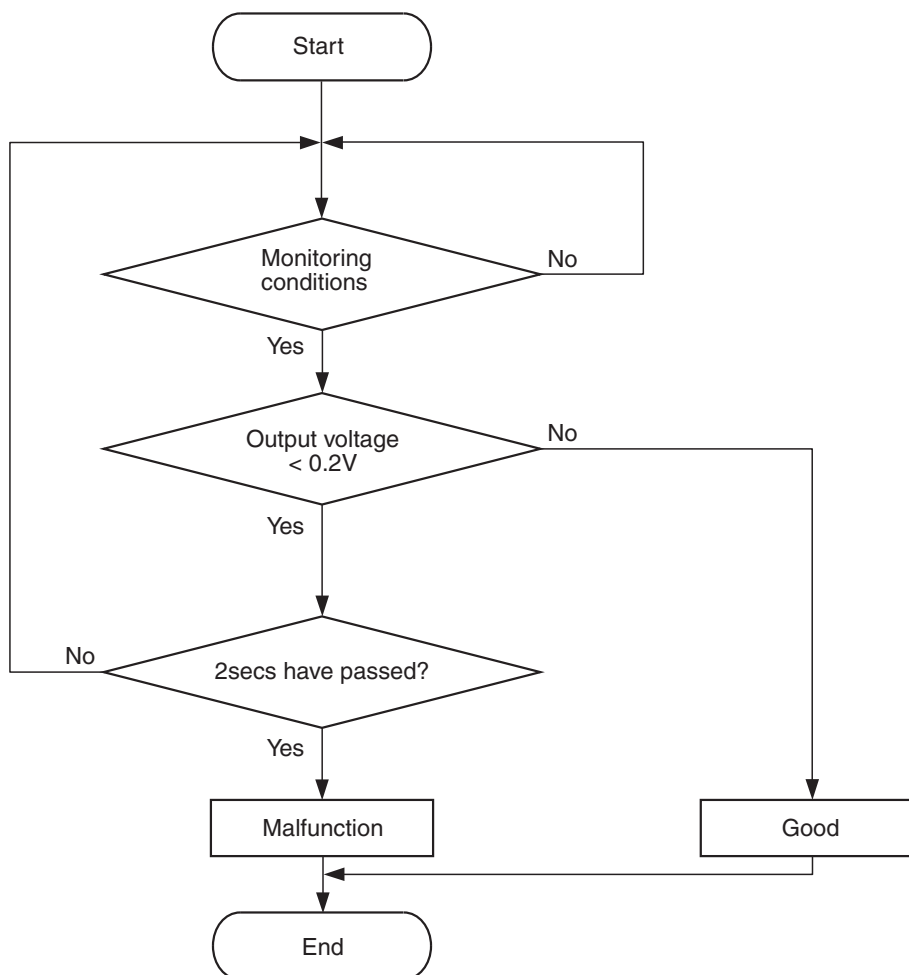 Start
Monitoring
conditions
No
Yes
Output voltage
< 0.2V
No
Yes
2secs have passed?
No
Yes
Malfunction
Good
End